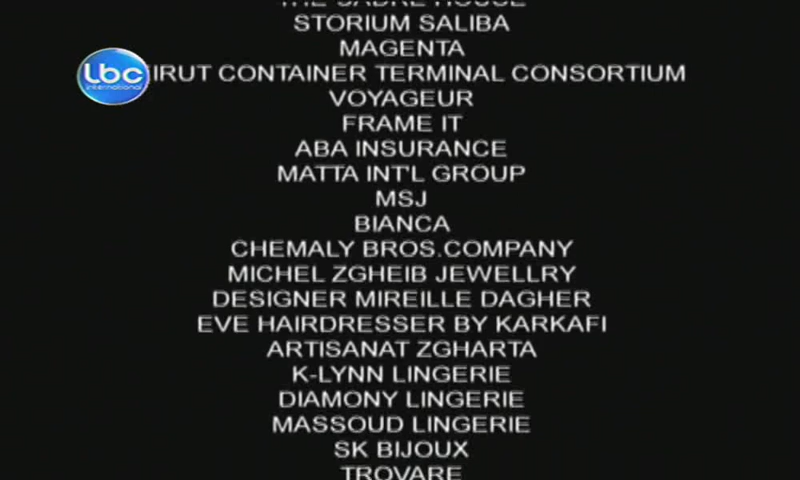 STORIUM SALIBA
MAGENTA
lbc
international
EIRUT CONTAINER TERMINAL CONSORTIUM
VOYAGEUR
FRAME IT
ABA INSURANCE
MATTA INT'L GROUP
MSJ
BIANCA
CHEMALY BROS.COMPANY
MICHEL ZGHEIB JEWELLRY
DESIGNER MIREILLE DAGHER
EVE HAIRDRESSER BY KARKAFI
ARTISANAT ZGHARTA
K-LYNN LINGERIE
DIAMONY LINGERIE
MASSOUD LINGERIE
SK BIJOUX
TROVARE